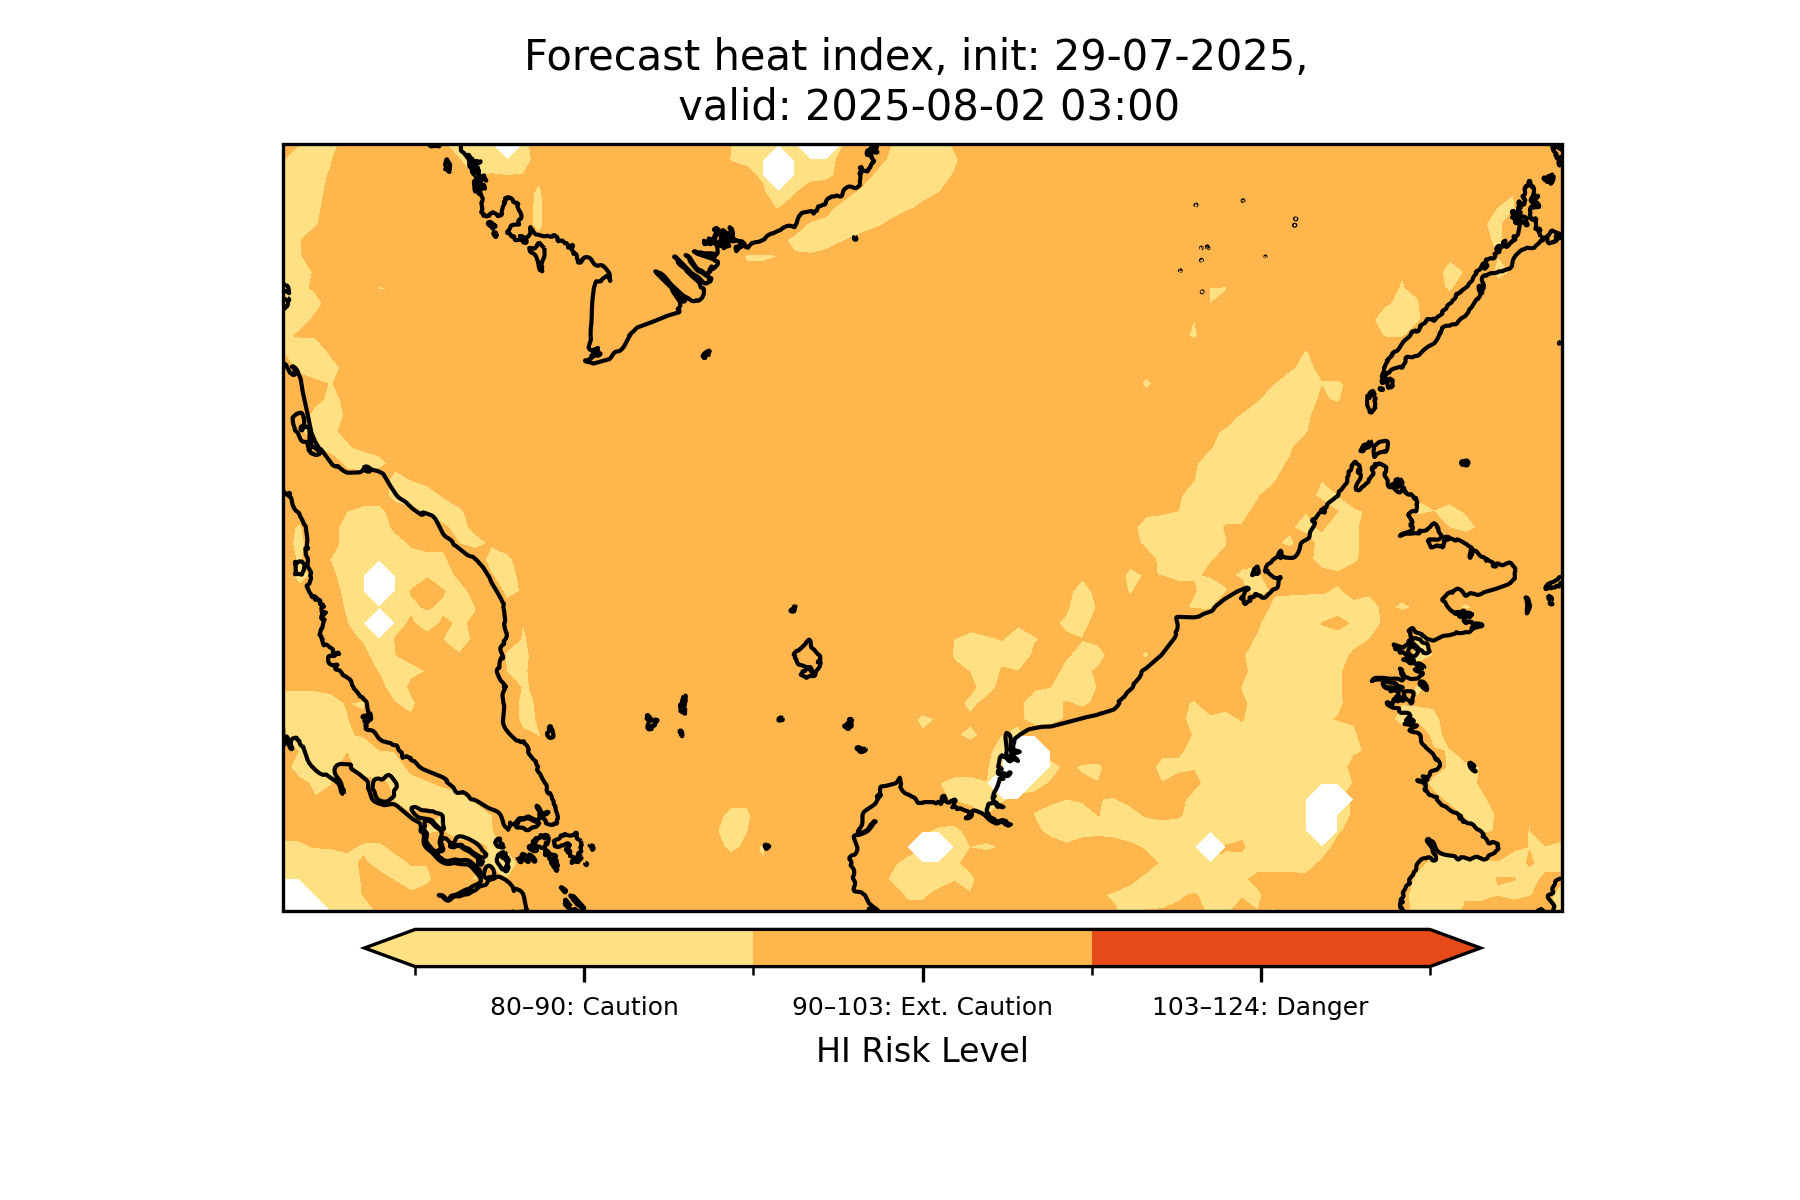 Forecast heat index, init: 29-07-2025,
valid: 2025-08-02 03:00
80–90: Caution
90–103: Ext. Caution
103–124: Danger
HI Risk Level